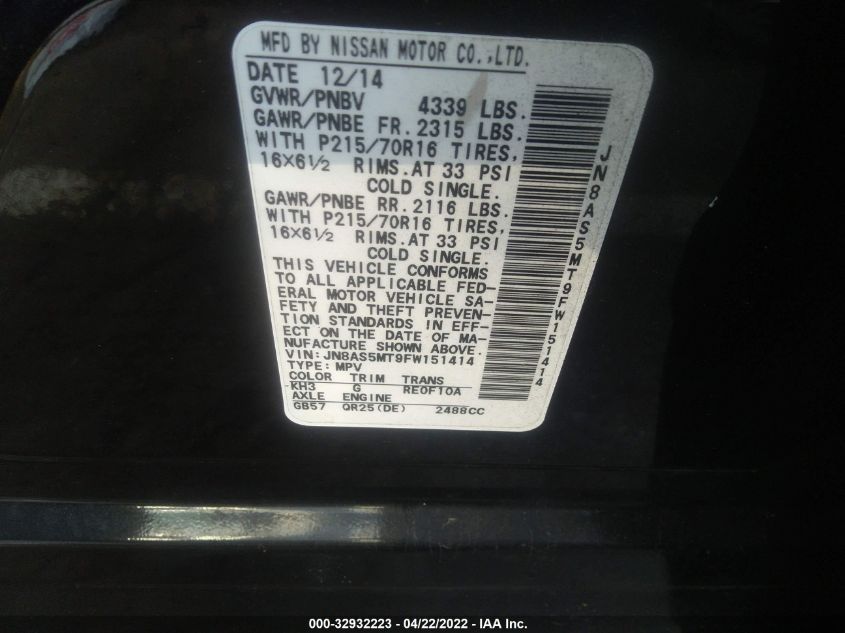 MFD BY NISSAN MOTOR CO.,LTD.
DATE 12/14
GVWR/PNBV 4339 LBS.
GAWR/PNBE FR. 2315 LBS.
WITH P215/70R16 TIRES,
16X6½ RIMS.AT 33 PSI
COLD SINGLE.
GAWR/PNBE RR. 2116 LBS.
WITH P215/70R16 TIRES,
16X6½ RIMS.AT 33 PSI
COLD SINGLE.
THIS VEHICLE CONFORMS
TO ALL APPLICABLE FED-
ERAL MOTOR VEHICLE SA-
FETY AND THEFT PREVEN-
TION STANDARDS IN EFF-
ECT ON THE DATE OF MA-
NUFACTURE SHOWN ABOVE.
VIN: JN8AS5MT9FW151414
TYPE: MPV
COLOR TRIM TRANS
KH3 G RE0F10A
AXLE ENGINE
GB57 QR25(DE) 2488CC
JN8AS5MT9FW151414
000-32932223 - 04/22/2022 - IAA Inc.